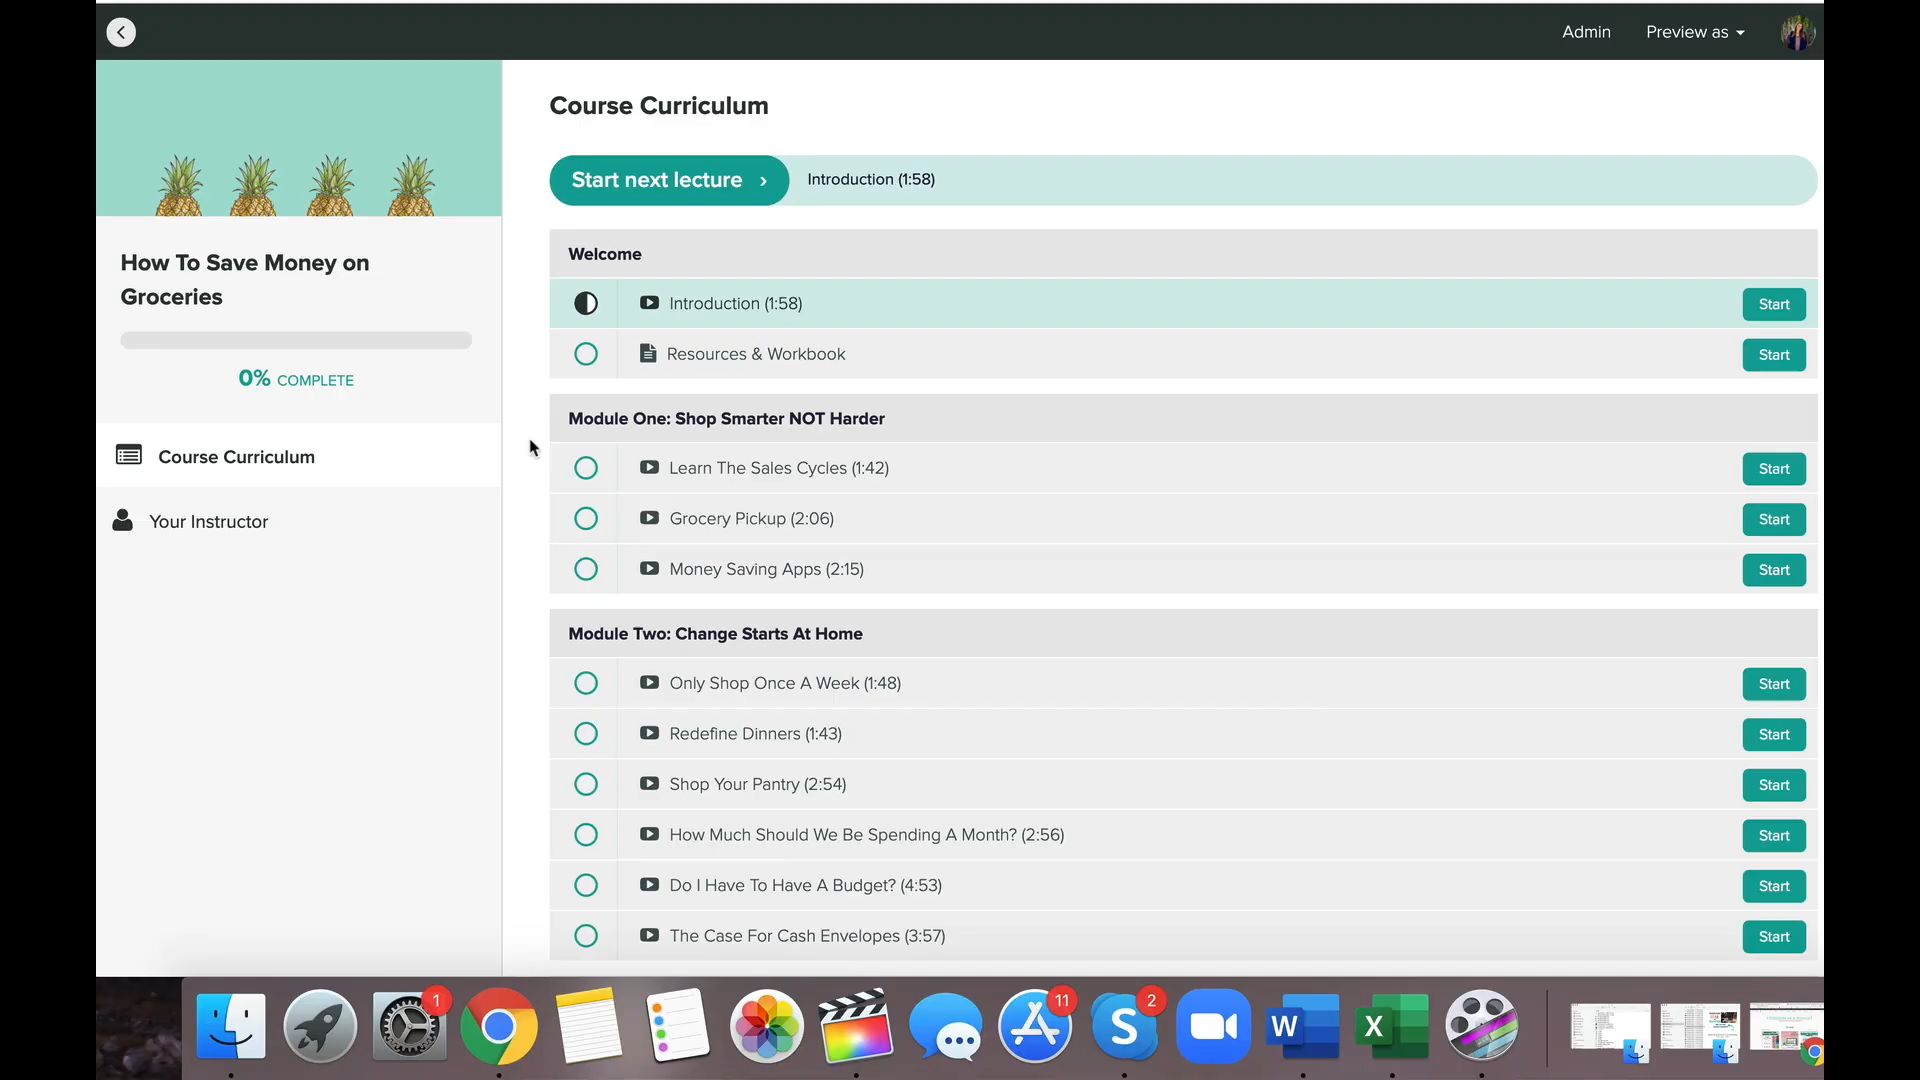 Admin
Preview as
Course Curriculum
Start next lecture
Introduction (1:58)
How To Save Money on
Groceries
0% COMPLETE
Course Curriculum
Your Instructor
Welcome
Introduction (1:58)
Start
Resources & Workbook
Start
Module One: Shop Smarter NOT Harder
Learn The Sales Cycles (1:42)
Start
Grocery Pickup (2:06)
Start
Money Saving Apps (2:15)
Start
Module Two: Change Starts At Home
Only Shop Once A Week (1:48)
Start
Redefine Dinners (1:43)
Start
Shop Your Pantry (2:54)
Start
How Much Should We Be Spending A Month? (2:56)
Start
Do I Have To Have A Budget? (4:53)
Start
The Case For Cash Envelopes (3:57)
Start
1
11
2
S
W
X